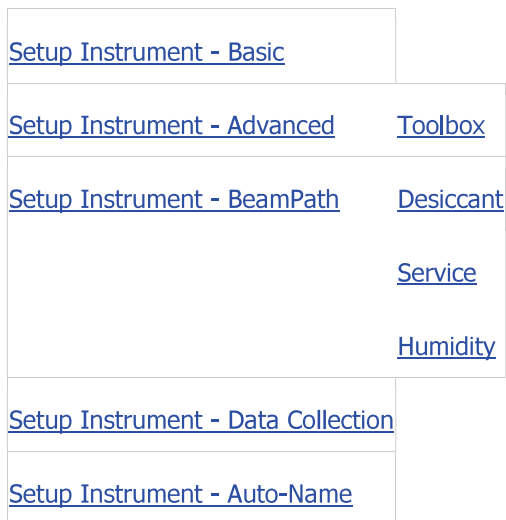 Setup Instrument - Basic
Setup Instrument - Advanced Toolbox
Setup Instrument - BeamPath Desiccant
Service
Humidity
Setup Instrument - Data Collection
Setup Instrument - Auto-Name